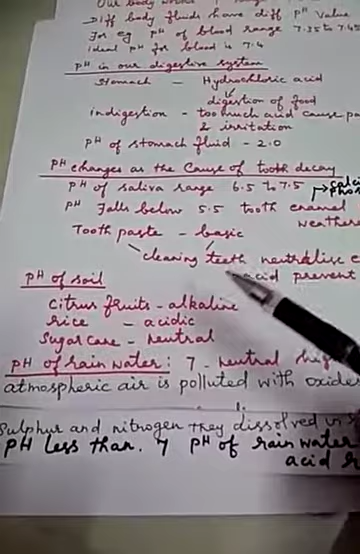 Our body works
Diff body fluids have diff pH value
For eg pH of blood range 7.35 to 7.45
ideal pH for blood is 7.4
pH in our digestive system
Stomach - Hydrochloric acid
digestion of food
indigestion - too much acid cause pa
& irritation
pH of stomach fluid - 2.0
pH changes as the Cause of tooth decay
pH of saliva range 6.5 to 7.5 → calci
phos
pH Falls below 5.5 tooth enamel
weathere
Tooth paste - basic
cleaning teeth neutralise e
acid prevent
pH of soil
Citrus fruits - alkaline
rice - acidic
Sugar cane - neutral
pH of rain water: 7 - neutral
atmospheric air is polluted with oxide
Sulphur and nitrogen they dissolved in
pH less than. 7 pH of rain water
acid r